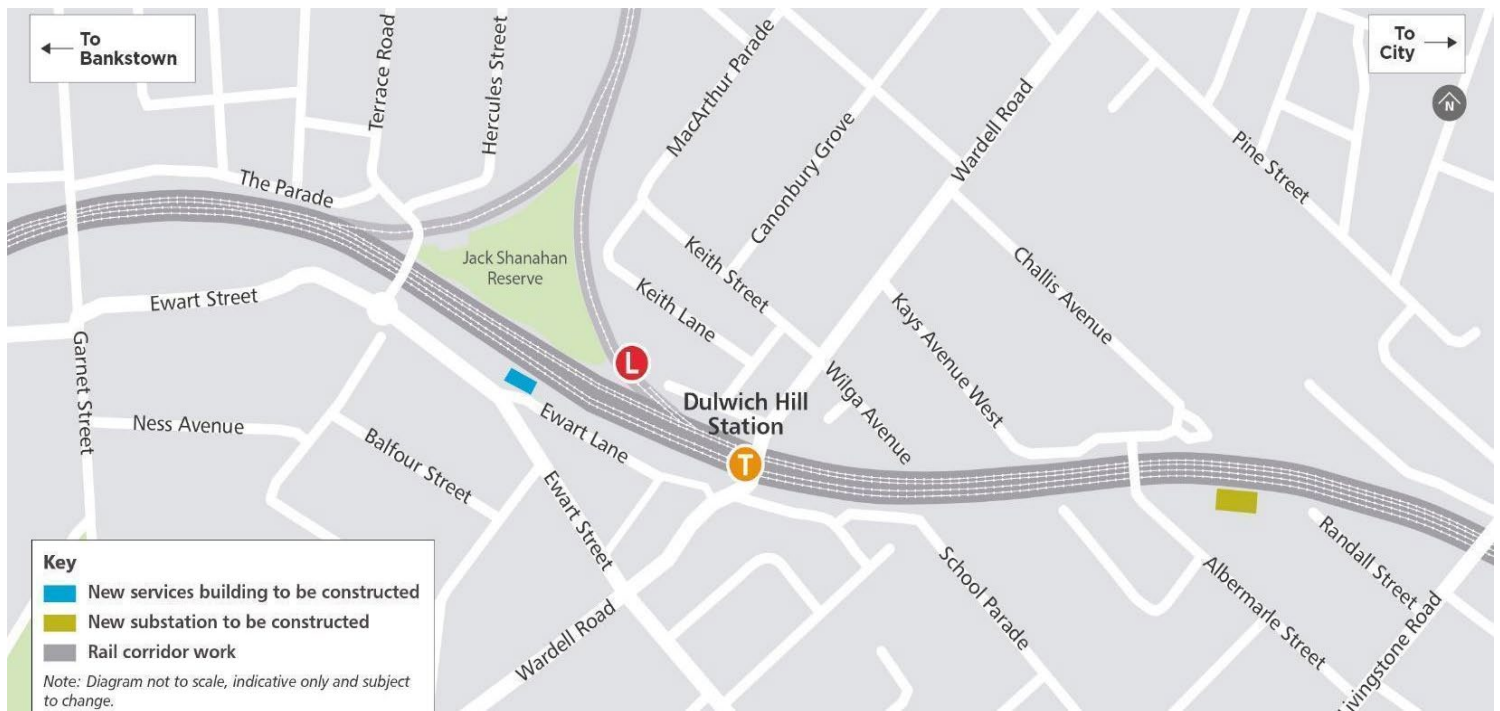 To
Bankstown
To
City
N
Terrace Road
Hercules Street
MacArthur Parade
Canonbury Grove
Wardell Road
Pine Street
The Parade
Jack Shanahan
Reserve
Keith Street
Keith Lane
Challis Avenue
Kays Avenue West
Ewart Street
Garnet Street
L
Wilga Avenue
Dulwich Hill
Station
T
Ness Avenue
Balfour Street
Ewart Lane
Ewart Street
School Parade
Randall Street
Albermarle Street
Livingstone Road
Wardell Road
Key
New services building to be constructed
New substation to be constructed
Rail corridor work
Note: Diagram not to scale, indicative only and subject
to change.